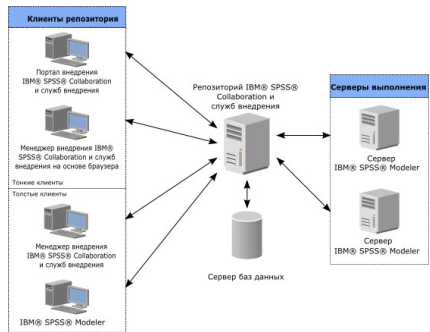 Клиенты репозитория
Портал внедрения
IBM® SPSS® Collaboration
и служб внедрения
Менеджер внедрения IBM®
SPSS® Collaboration и служб
внедрения на основе браузера
Тонкие клиенты
Толстые клиенты
Менеджер внедрения
IBM® SPSS® Collaboration
и служб внедрения
IBM® SPSS® Modeler
Репозиторий IBM® SPSS®
Collaboration и
служб внедрения
Сервер баз данных
Серверы выполнения
Сервер
IBM® SPSS® Modeler
Сервер
IBM® SPSS® Modeler